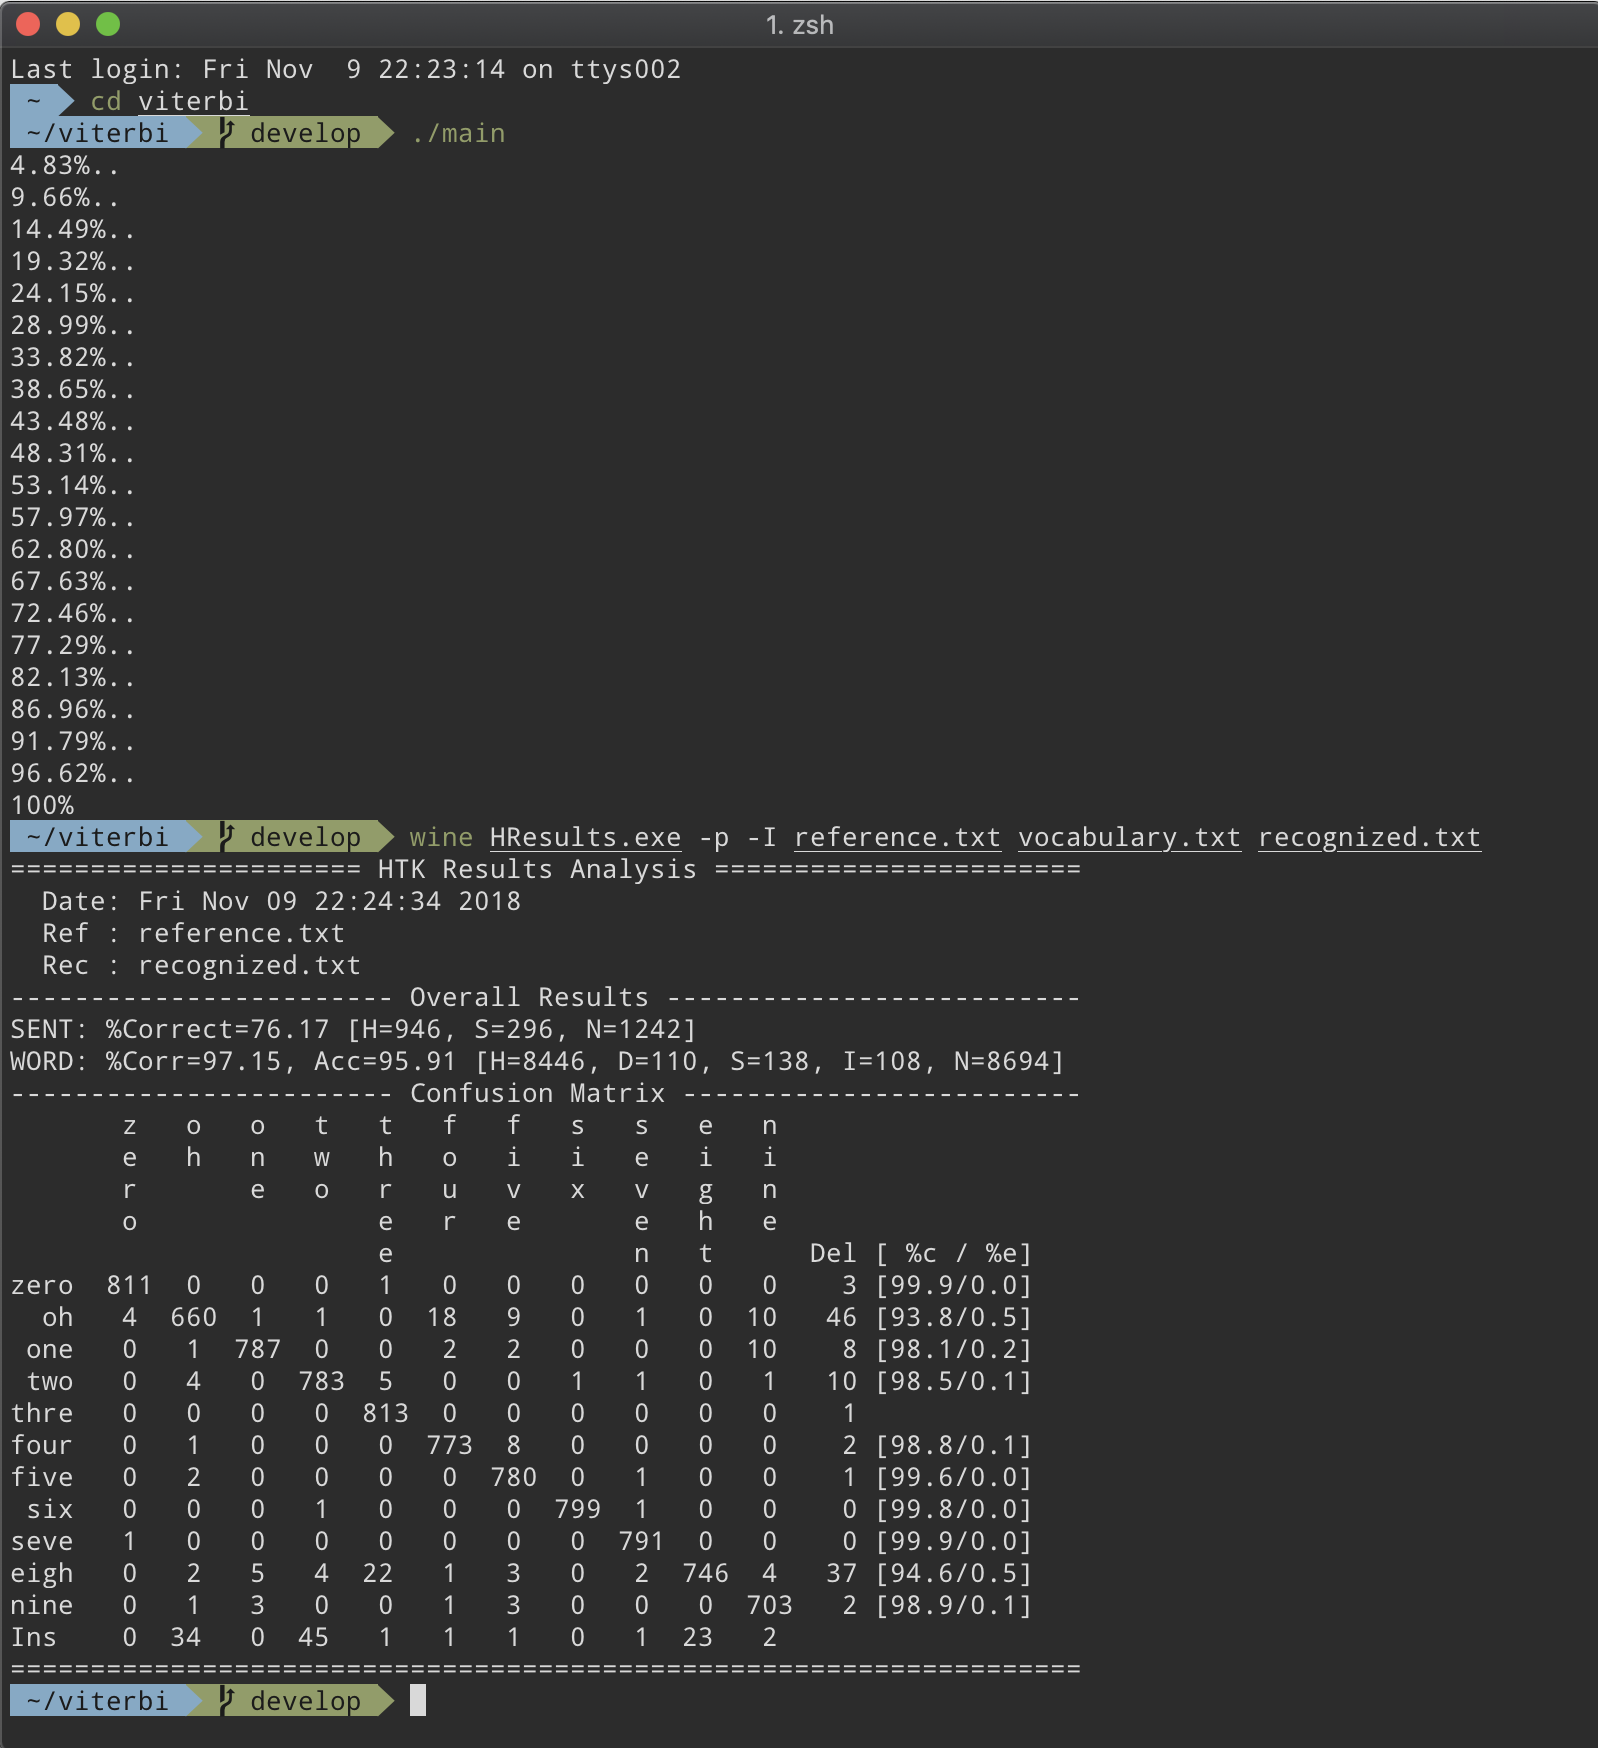 1. zsh
Last login: Fri Nov  9 22:23:14 on ttys002
~ cd viterbi
~/viterbi develop ./main
4.83%..
9.66%..
14.49%..
19.32%..
24.15%..
28.99%..
33.82%..
38.65%..
43.48%..
48.31%..
53.14%..
57.97%..
62.80%..
67.63%..
72.46%..
77.29%..
82.13%..
86.96%..
91.79%..
96.62%..
100%
~/viterbi develop wine HResults.exe -p -I reference.txt vocabulary.txt recognized.txt
====================== HTK Results Analysis =======================
  Date: Fri Nov 09 22:24:34 2018
  Ref : reference.txt
  Rec : recognized.txt
------------------------ Overall Results --------------------------
SENT: %Correct=76.17 [H=946, S=296, N=1242]
WORD: %Corr=97.15, Acc=95.91 [H=8446, D=110, S=138, I=108, N=8694]
------------------------ Confusion Matrix -------------------------
       z   o   o   t   t   f   f   s   s   e   n
       e   h   n   w   h   o   i   i   e   i   i
       r       e   o   r   u   v   x   v   g   n
       o               e   r   e       e   h   e
                       e               n   t      Del [ %c / %e]
zero  811  0   0   0   1   0   0   0   0   0   0    3 [99.9/0.0]
  oh   4  660  1   1   0  18   9   0   1   0  10   46 [93.8/0.5]
 one   0   1  787  0   0   2   2   0   0   0  10    8 [98.1/0.2]
 two   0   4   0  783  5   0   0   1   1   0   1   10 [98.5/0.1]
thre   0   0   0   0  813  0   0   0   0   0   0    1
four   0   1   0   0   0  773  8   0   0   0   0    2 [98.8/0.1]
five   0   2   0   0   0   0  780  0   1   0   0    1 [99.6/0.0]
 six   0   0   0   1   0   0   0  799  1   0   0    0 [99.8/0.0]
seve   1   0   0   0   0   0   0   0  791  0   0    0 [99.9/0.0]
eigh   0   2   5   4  22   1   3   0   2  746  4   37 [94.6/0.5]
nine   0   1   3   0   0   1   3   0   0   0  703   2 [98.9/0.1]
Ins    0  34   0  45   1   1   1   0   1  23   2
===================================================================
~/viterbi develop